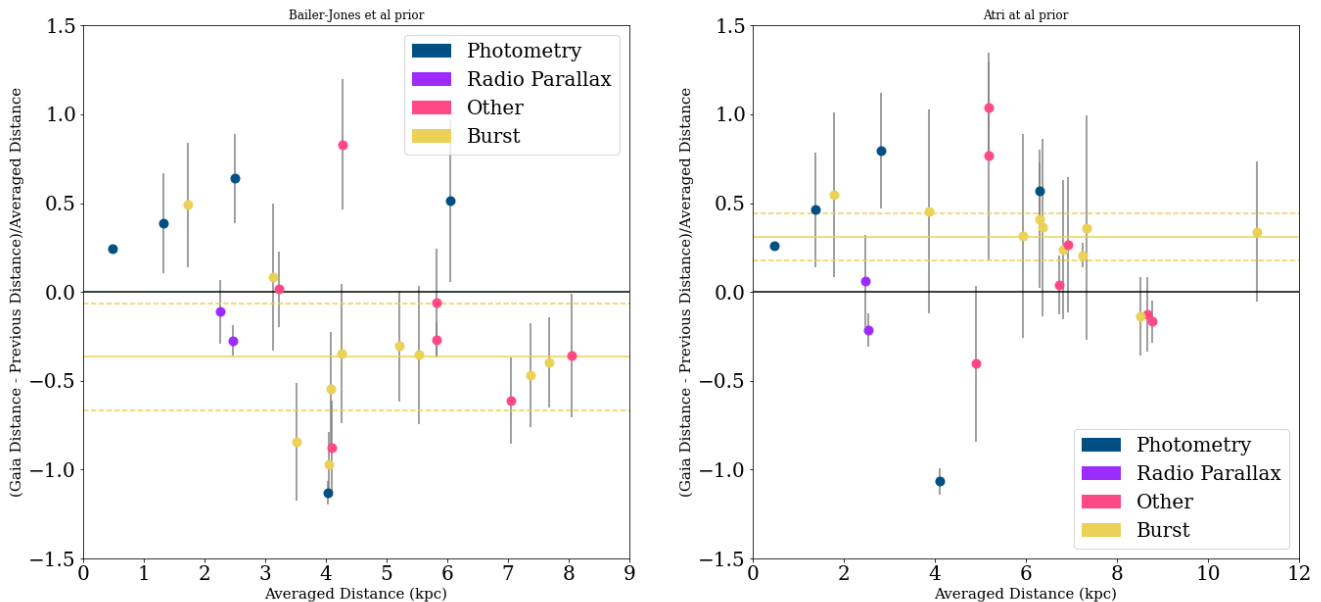 Bailer-Jones et al prior
1.5
1.0
0.5
0.0
−0.5
−1.0
−1.5
(Gaia Distance - Previous Distance)/Averaged Distance
Photometry
Radio Parallax
Other
Burst
0 1 2 3 4 5 6 7 8 9
Averaged Distance (kpc)
Atri at al prior
1.5
1.0
0.5
0.0
−0.5
−1.0
−1.5
(Gaia Distance - Previous Distance)/Averaged Distance
Photometry
Radio Parallax
Other
Burst
0 2 4 6 8 10 12
Averaged Distance (kpc)